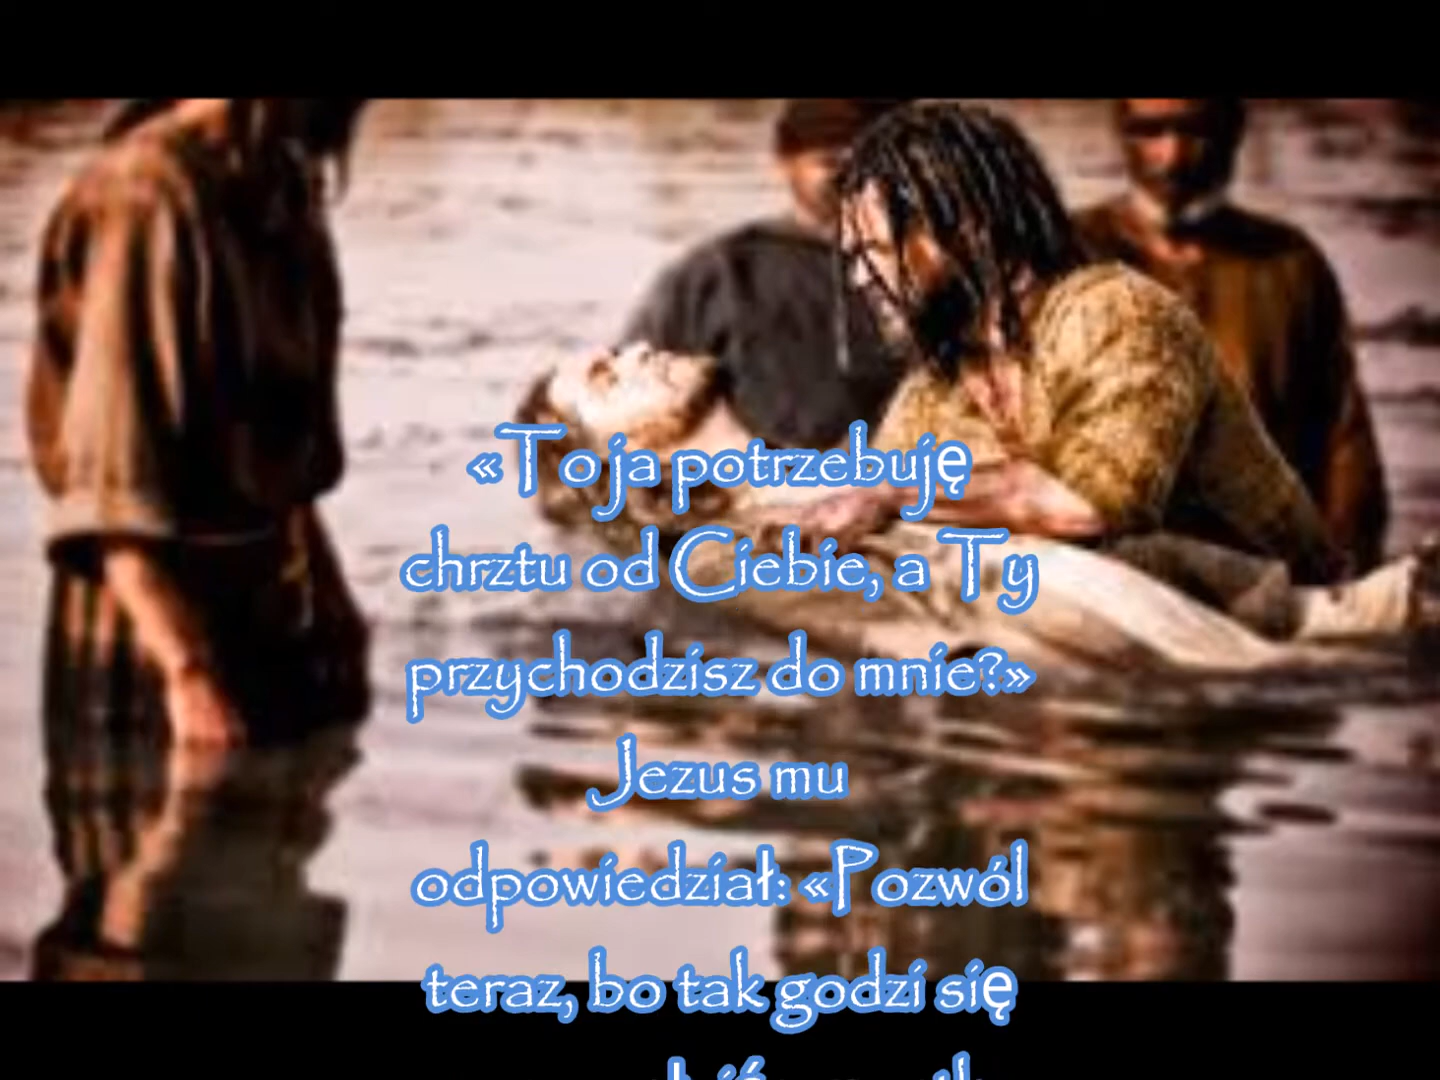 «To ja potrzebuję
chrztu od Ciebie, a Ty
przychodzisz do mnie?»
Jezus mu
odpowiedział: «Pozwól
teraz, bo tak godzi się